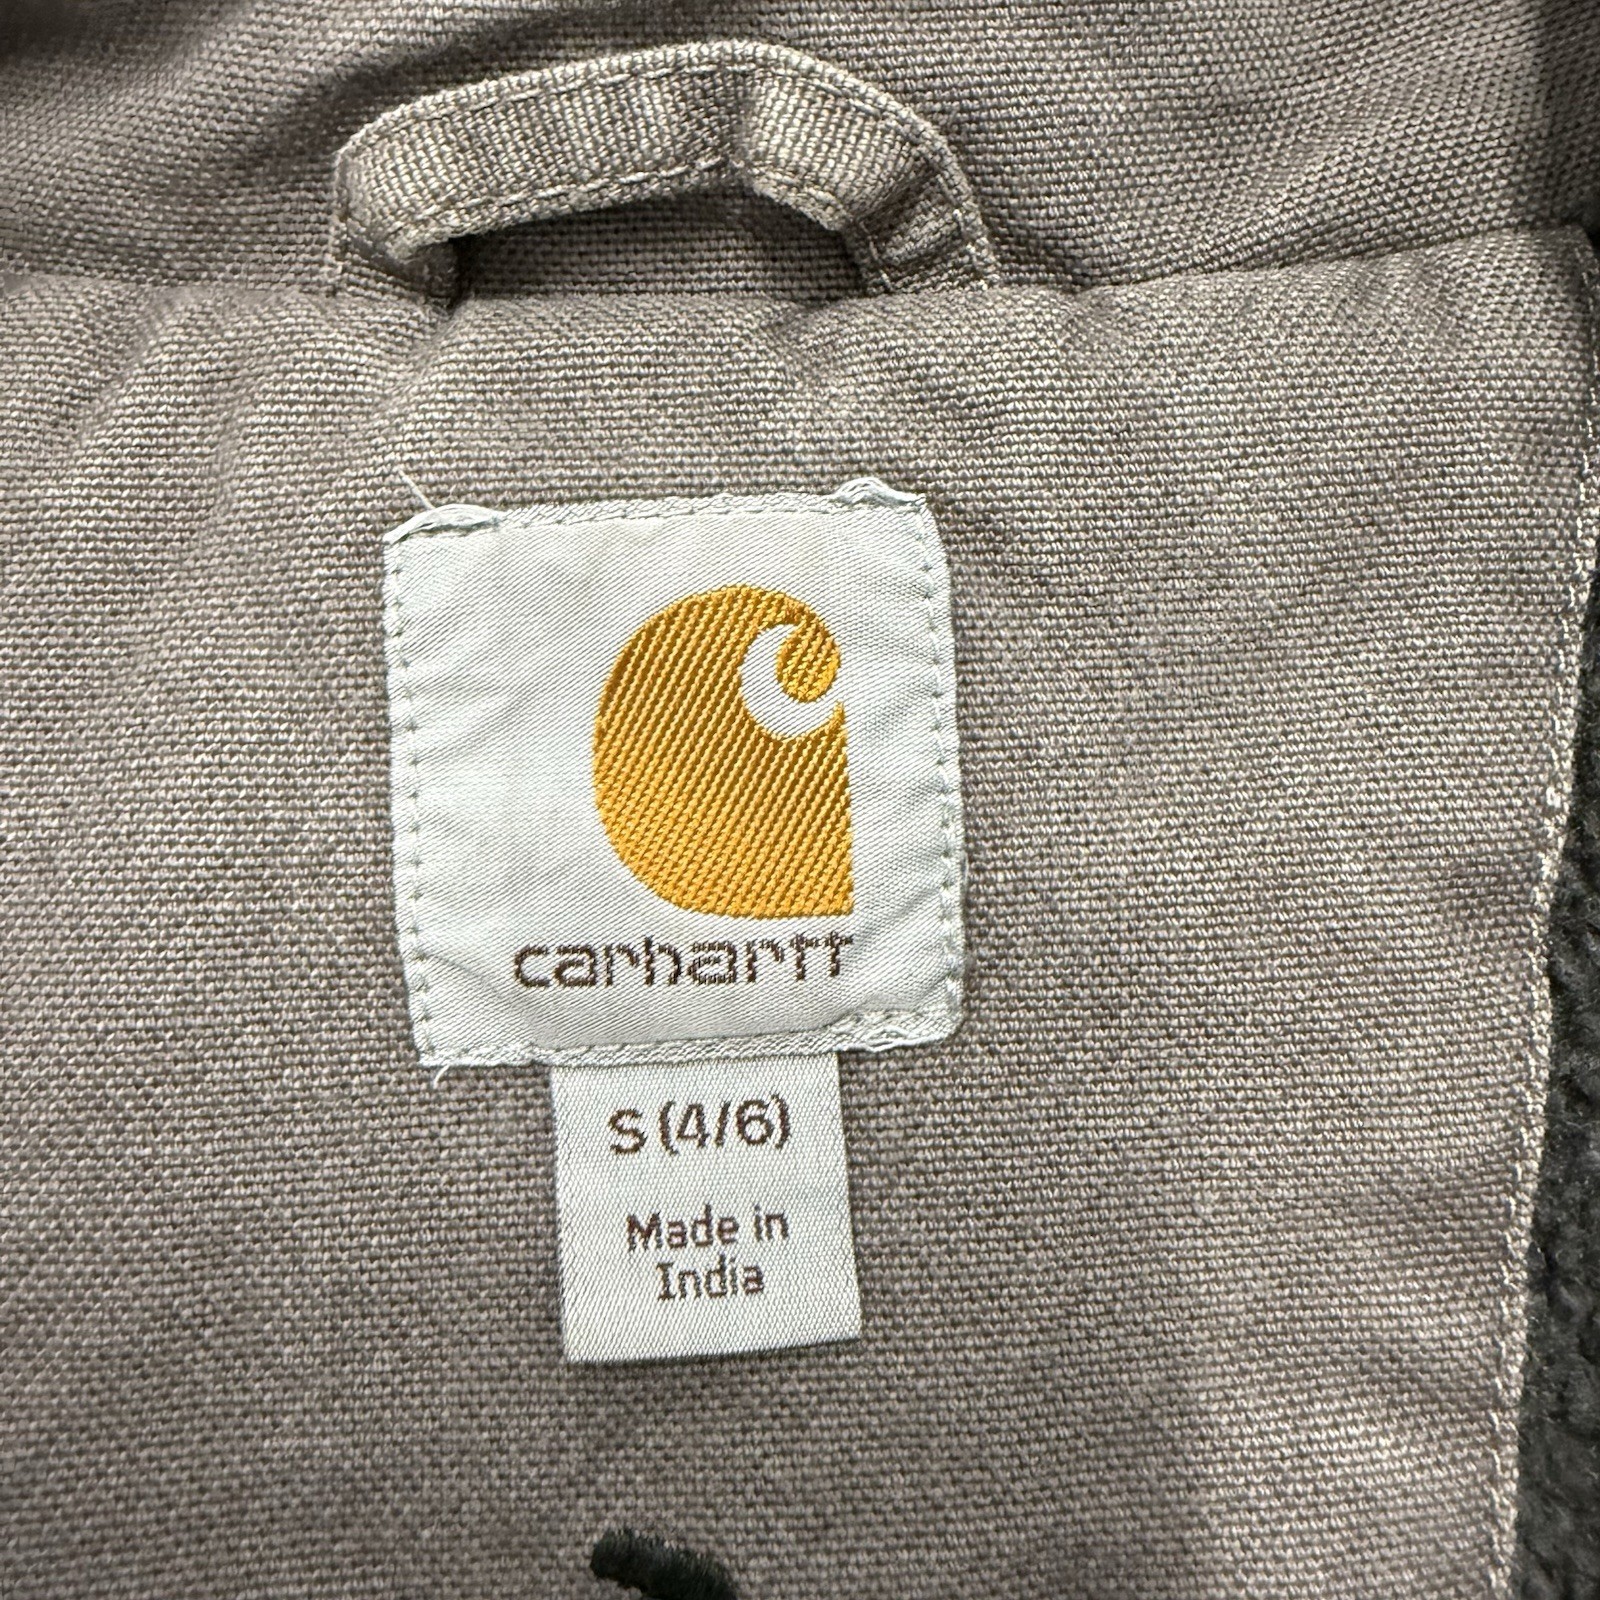 carhartt
S (4/6)
Made in
India